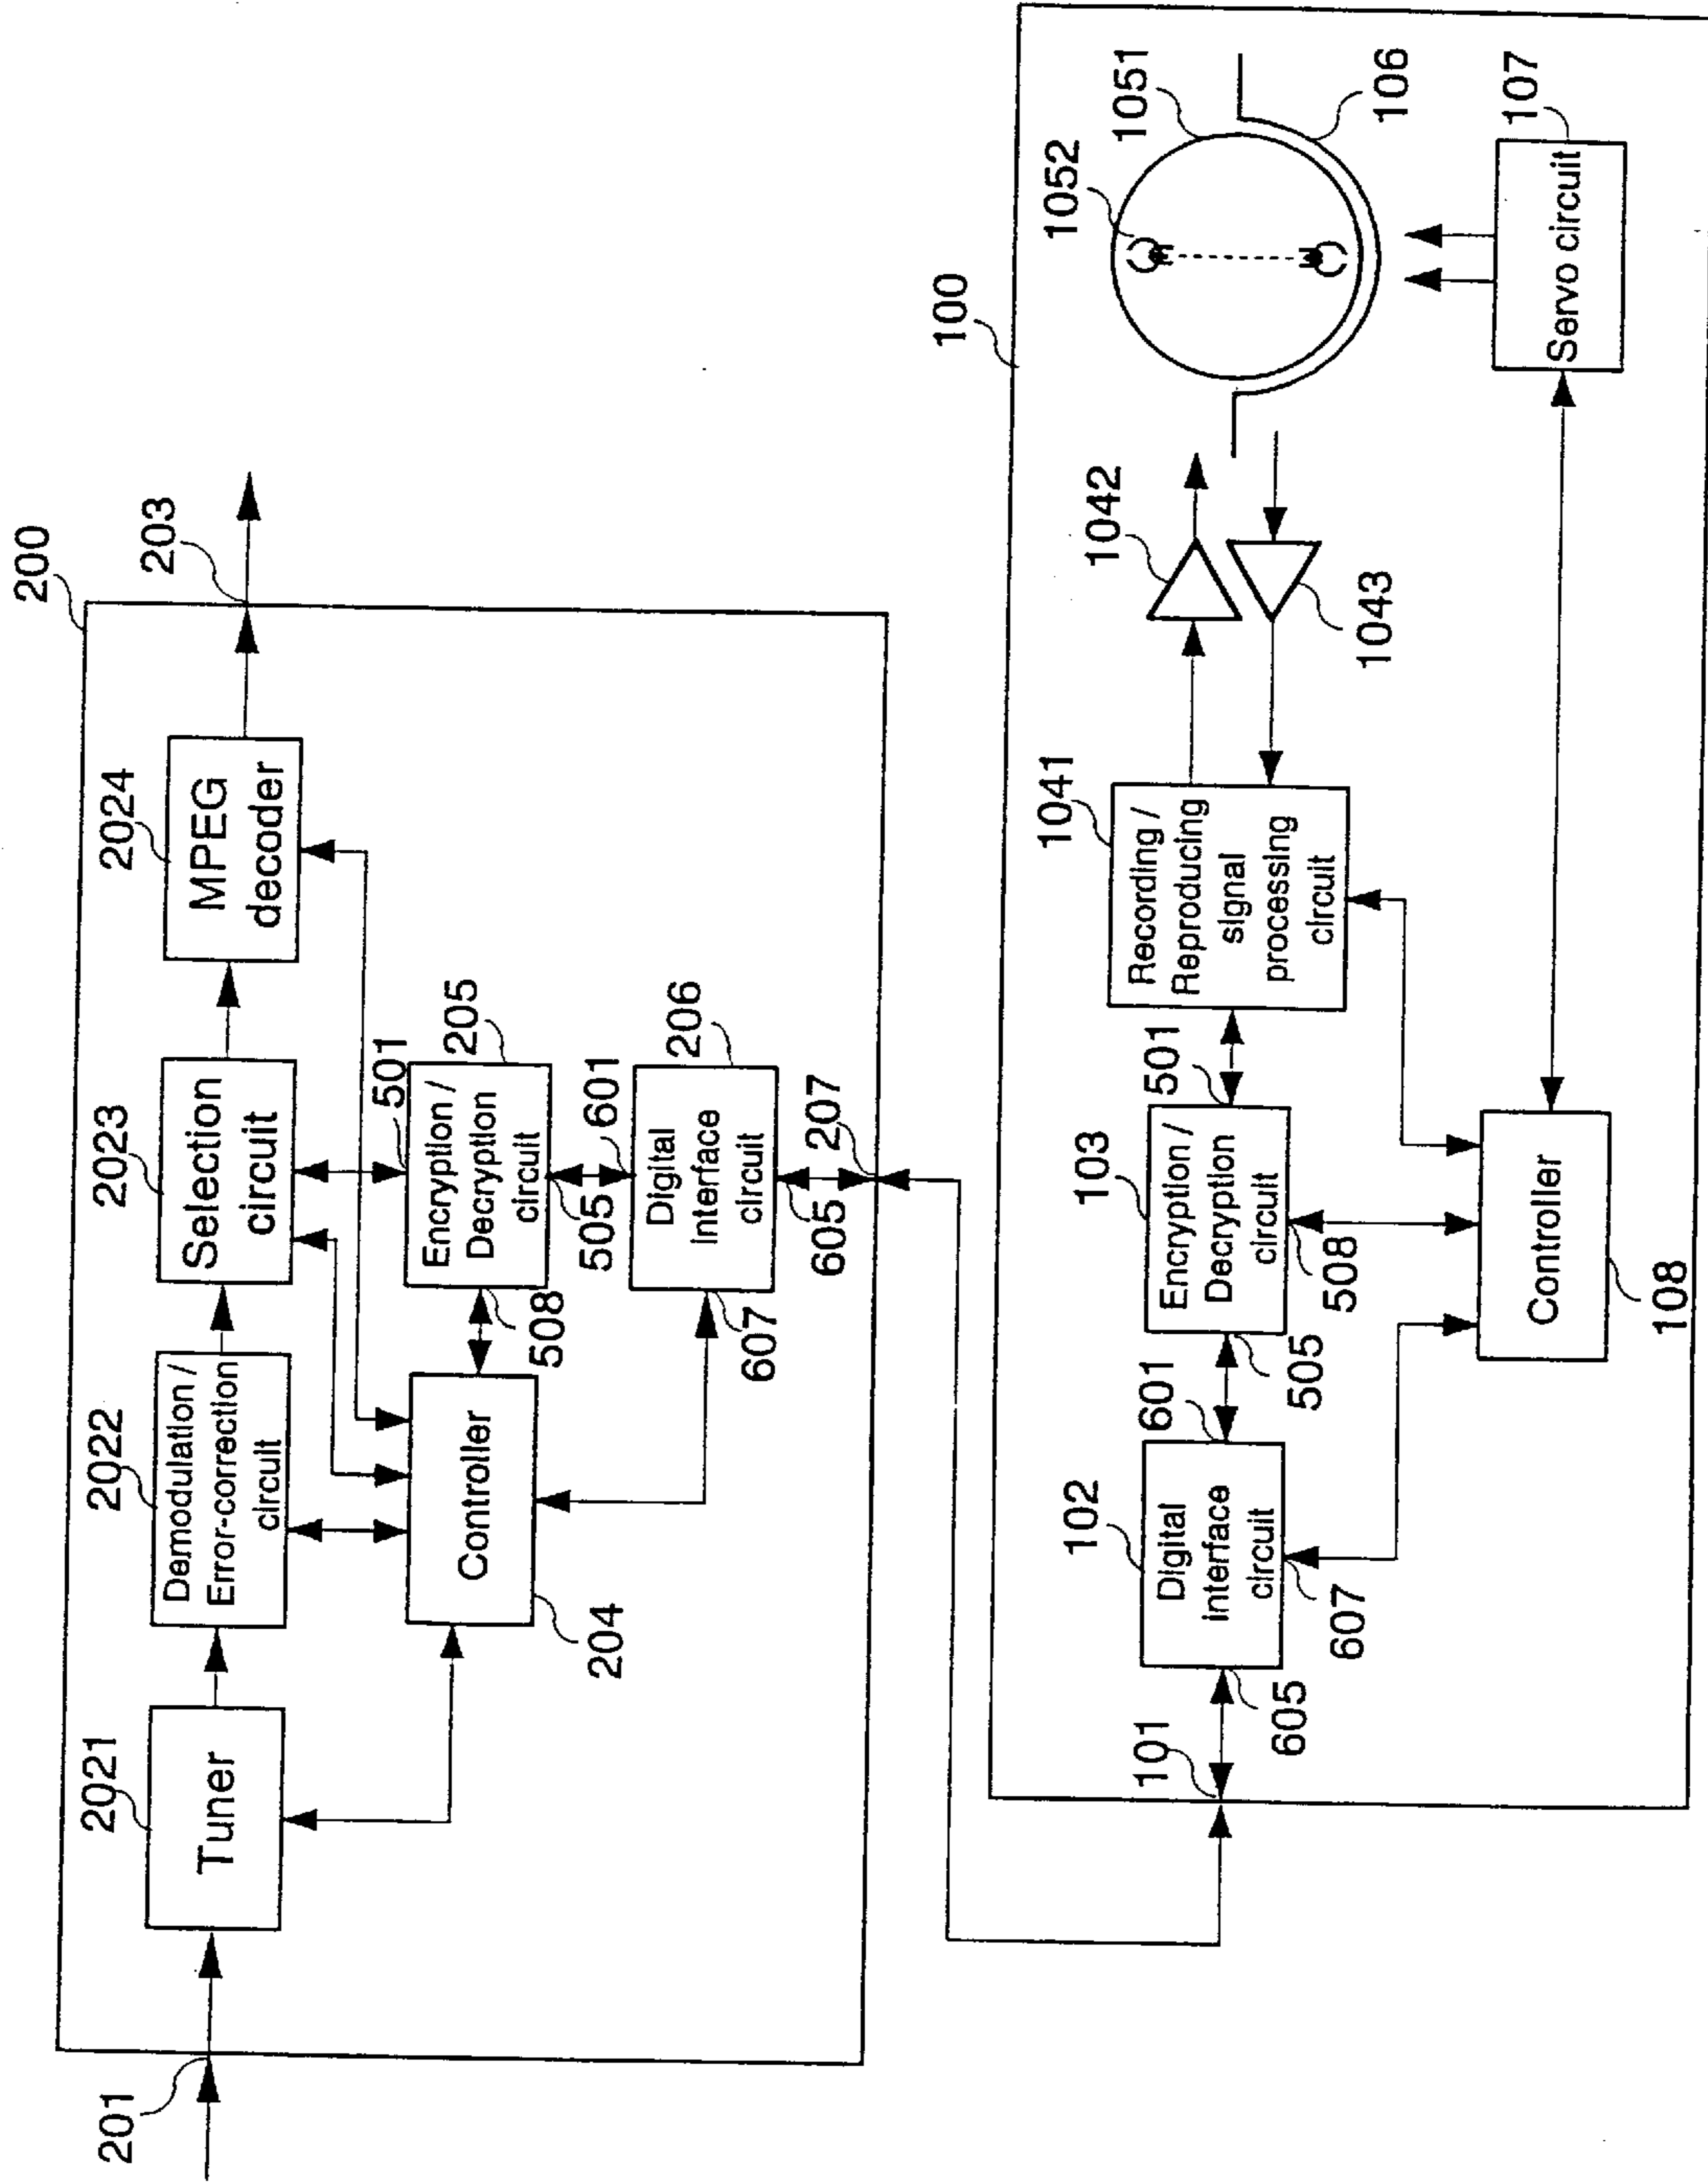 200
201
203
2021
Tuner
2022
Demodulation /
Error-correction
circuit
2023
Selection
circuit
2024
MPEG
decoder
204
Controller
501
205
Encryption /
Decryption
circuit
508
505
601
206
Digital
Interface
circuit
607
605
207
100
101
605
102
Digital
interface
circuit
607
601
505
103
Encryption /
Decryption
circuit
508
501
1041
Recording /
Reproducing
signal
processing
circuit
1042
1043
1052
1051
106
107
Servo circuit
Controller
108